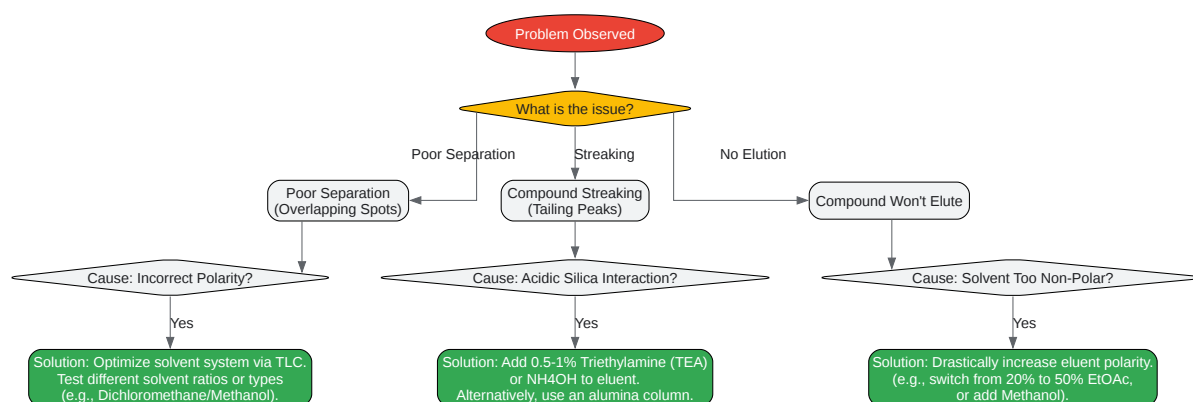 Problem Observed
What is the issue?
Poor Separation
Streaking
No Elution
Poor Separation
(Overlapping Spots)
Compound Streaking
(Tailing Peaks)
Compound Won't Elute
Cause: Incorrect Polarity?
Cause: Acidic Silica Interaction?
Cause: Solvent Too Non-Polar?
Yes
Yes
Yes
Solution: Optimize solvent system via TLC.
Test different solvent ratios or types
(e.g., Dichloromethane/Methanol).
Solution: Add 0.5-1% Triethylamine (TEA)
or NH4OH to eluent.
Alternatively, use an alumina column.
Solution: Drastically increase eluent polarity.
(e.g., switch from 20% to 50% EtOAc,
or add Methanol).